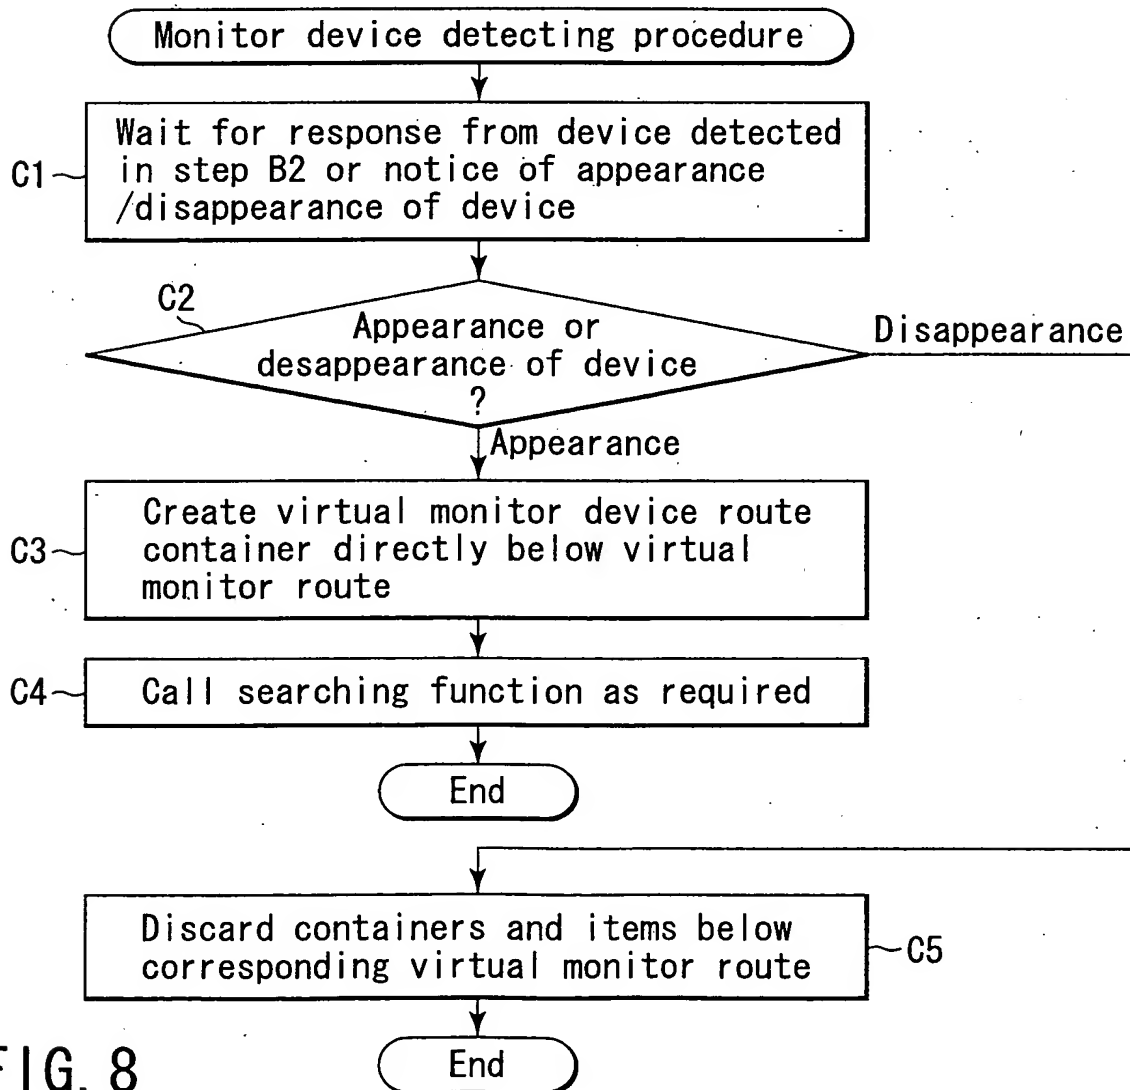 Monitor device detecting procedure
C1
Wait for response from device detected
in step B2 or notice of appearance
/disappearance of device
C2
Appearance or
desappearance of device
?
Disappearance
Appearance
C3
Create virtual monitor device route
container directly below virtual
monitor route
C4
Call searching function as required
End
Discard containers and items below
corresponding virtual monitor route
C5
End
FIG. 8